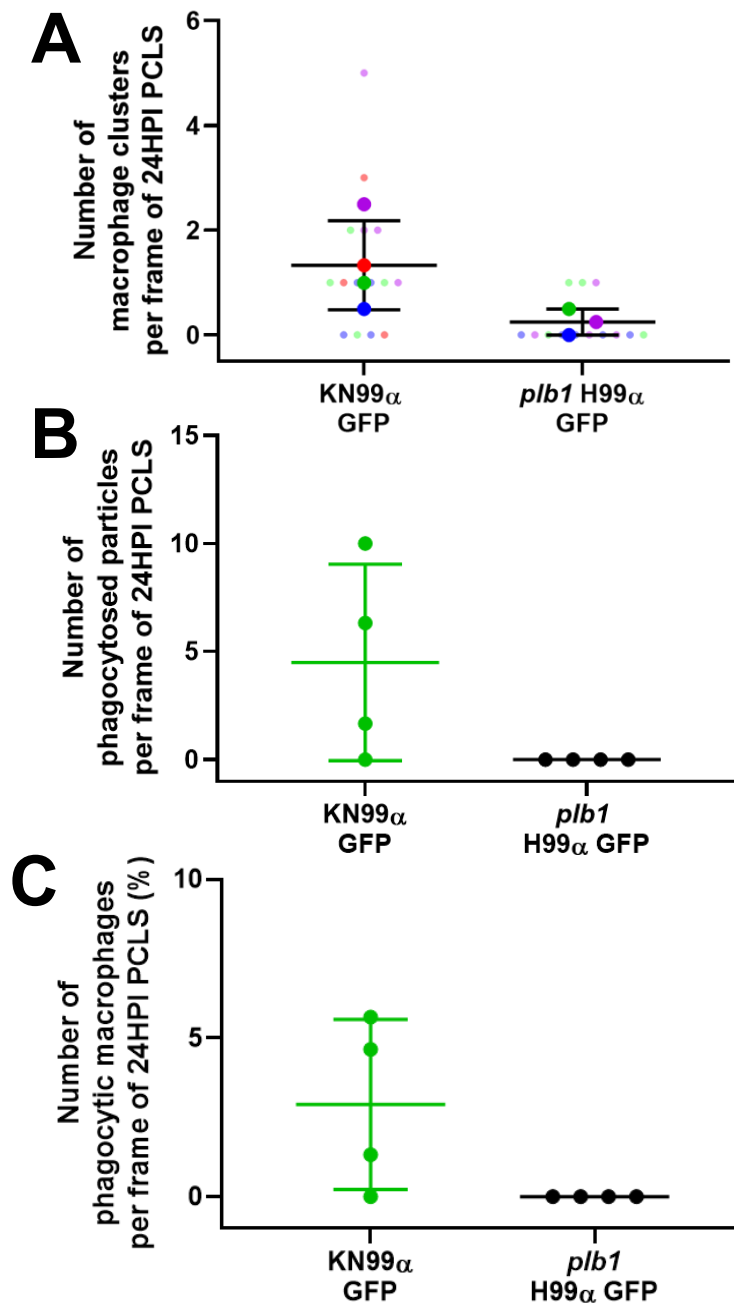 A
Number of
macrophage clusters
per frame of 24HPI PCLS
6
4
2
0
KN99α
GFP
plb1 H99α
GFP
B
Number of
phagocytosed particles
per frame of 24HPI PCLS
15
10
5
0
KN99α
GFP
plb1
H99α GFP
C
Number of
phagocytic macrophages
per frame of 24HPI PCLS (%)
10
5
0
KN99α
GFP
plb1
H99α GFP